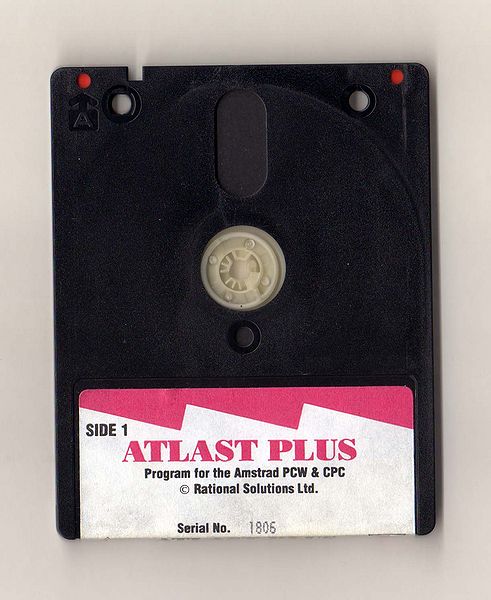 A
SIDE 1
ATLAST PLUS
Program for the Amstrad PCW & CPC
© Rational Solutions Ltd.
Serial No. 1806